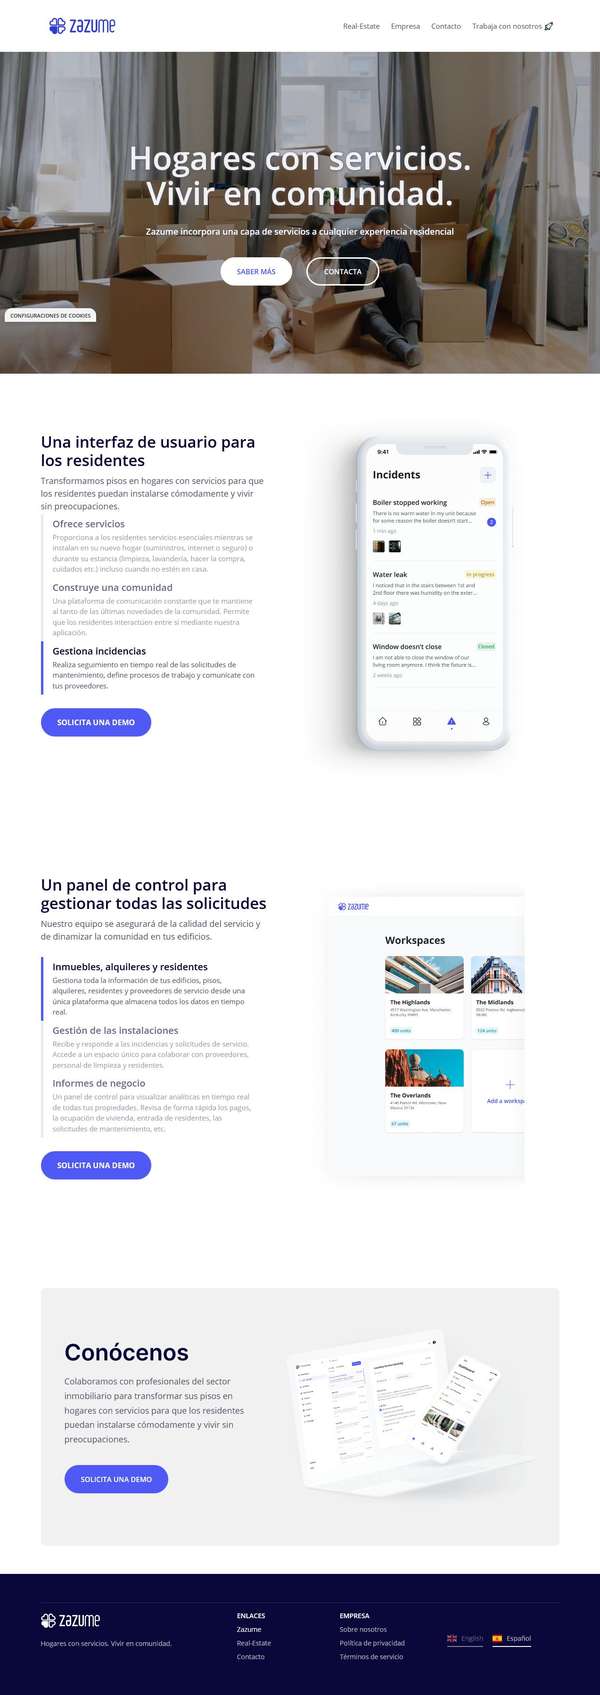 zazume
Real-Estate
Empresa
Contacto
Trabaja con nosotros
Hogares con servicios.
Vivir en comunidad.
Zazume incorpora una capa de servicios a cualquier experiencia residencial
SABER MÁS
CONTACTA
CONFIGURACIONES DE COOKIES
Una interfaz de usuario para
los residentes
Transformamos pisos en hogares con servicios para que
los residentes puedan instalarse cómodamente y vivir
sin preocupaciones.
Ofrece servicios
Proporciona a los residentes servicios esenciales mientras se
instalan en su nuevo hogar (suministros, internet o seguro) o
durante su estancia (limpieza, lavandería, hacer la compra,
cuidados etc.) incluso cuando no estén en casa.
Construye una comunidad
Una plataforma de comunicación constante que te mantiene
al tanto de las últimas novedades de la comunidad. Permite
que los residentes interactúen entre sí mediante nuestra
aplicación.
Gestiona incidencias
Realiza seguimiento en tiempo real de las solicitudes de
mantenimiento, define procesos de trabajo y comunícate con
tus proveedores.
SOLICITA UNA DEMO
9:41
Incidents
+
Boiler stopped working
Open
There is no warm water in my unit because
for some reason the boiler doesn't start...
2
1 min ago
Water leak
In progress
I noticed that in the stairs between 1st and
2nd floor there was humidity on the exter...
4 days ago
Window doesn't close
Closed
I am not able to close the window of our
living room anymore. I think the fixture is...
2 weeks ago
Un panel de control para
gestionar todas las solicitudes
Nuestro equipo se asegurará de la calidad del servicio y
de dinamizar la comunidad en tus edificios.
Inmuebles, alquileres y residentes
Gestiona toda la información de tus edificios, pisos,
alquileres, residentes y proveedores de servicio desde una
única plataforma que almacena todos los datos en tiempo
real.
Gestión de las instalaciones
Recibe y responde a las incidencias y solicitudes de servicio.
Accede a un espacio único para colaborar con proveedores,
personal de limpieza y residentes.
Informes de negocio
Un panel de control para visualizar analíticas en tiempo real
de todas tus propiedades. Revisa de forma rápida los pagos,
la ocupación de vivienda, entrada de residentes, las
solicitudes de mantenimiento, etc.
SOLICITA UNA DEMO
zazume
Workspaces
The Highlands
4517 Washington Ave. Manchester,
Kentucky 39495
400 units
The Midlands
124 units
The Overlands
4140 Parker Rd. Allentown, New
Mexico 31134
67 units
+
Add a worksp
Conócenos
Colaboramos con profesionales del sector
inmobiliario para transformar sus pisos en
hogares con servicios para que los residentes
puedan instalarse cómodamente y vivir sin
preocupaciones.
SOLICITA UNA DEMO
zazume
Hogares con servicios. Vivir en comunidad.
ENLACES
Zazume
Real-Estate
Contacto
EMPRESA
Sobre nosotros
Política de privacidad
Términos de servicio
English
Español